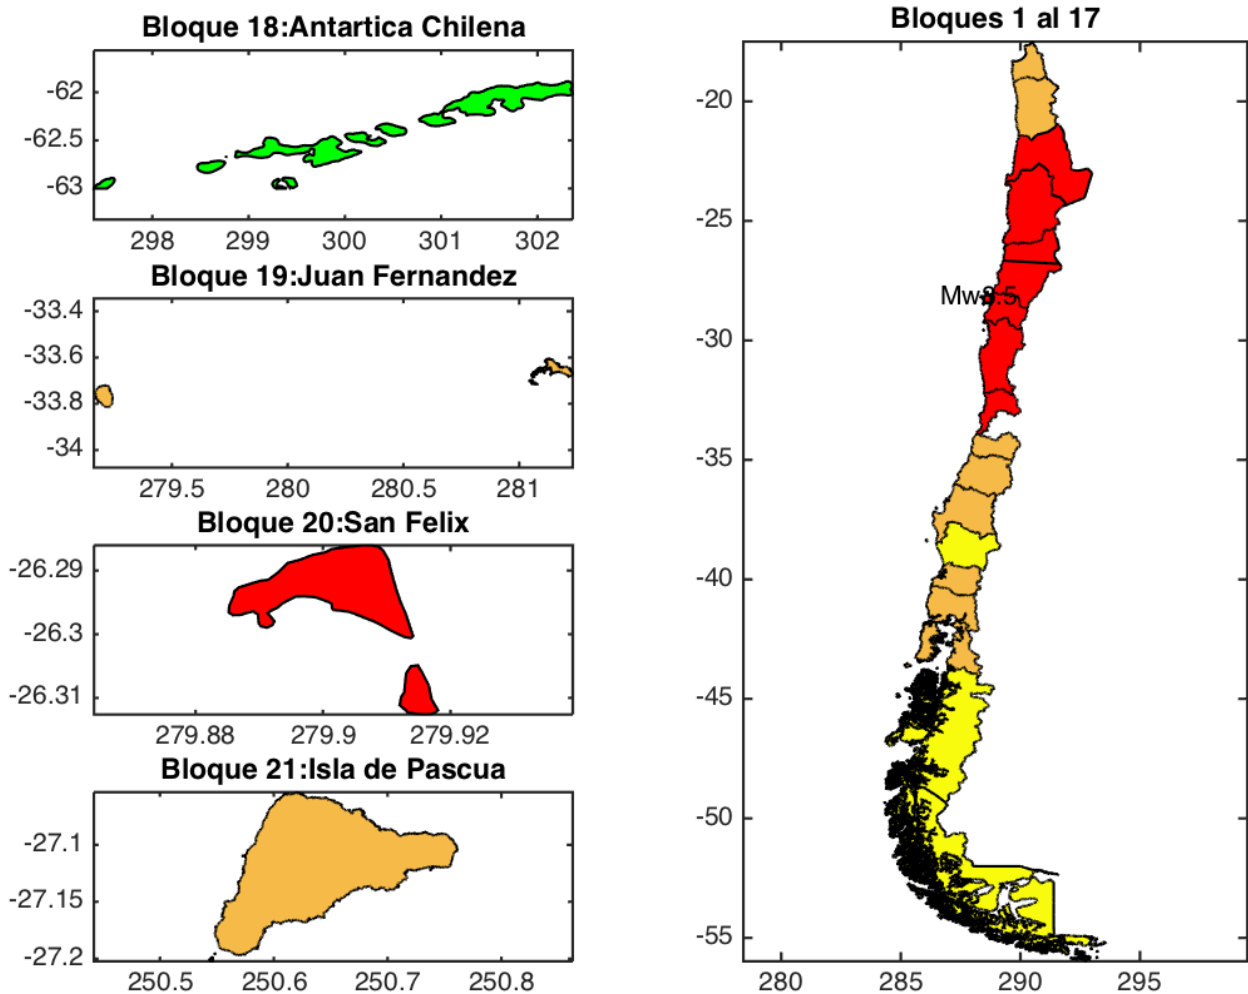 Bloque 18:Antartica Chilena
-62
-62.5
-63
298 299 300 301 302
Bloque 19:Juan Fernandez
-33.4
-33.6
-33.8
-34
279.5 280 280.5 281
Bloque 20:San Felix
-26.29
-26.3
-26.31
279.88 279.9 279.92
Bloque 21:Isla de Pascua
-27.1
-27.15
-27.2
250.5 250.6 250.7 250.8
Bloques 1 al 17
-20
-25
Mw8.5
-30
-35
-40
-45
-50
-55
280 285 290 295